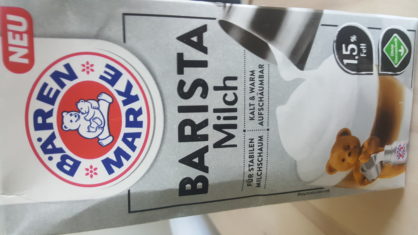 NEU
BÄREN
MARKE
BARISTA
Milch
FÜR STABILEN
MILCHSCHAUM
KALT & WARM
AUFSCHÄUMBAR
1,5%
Fett